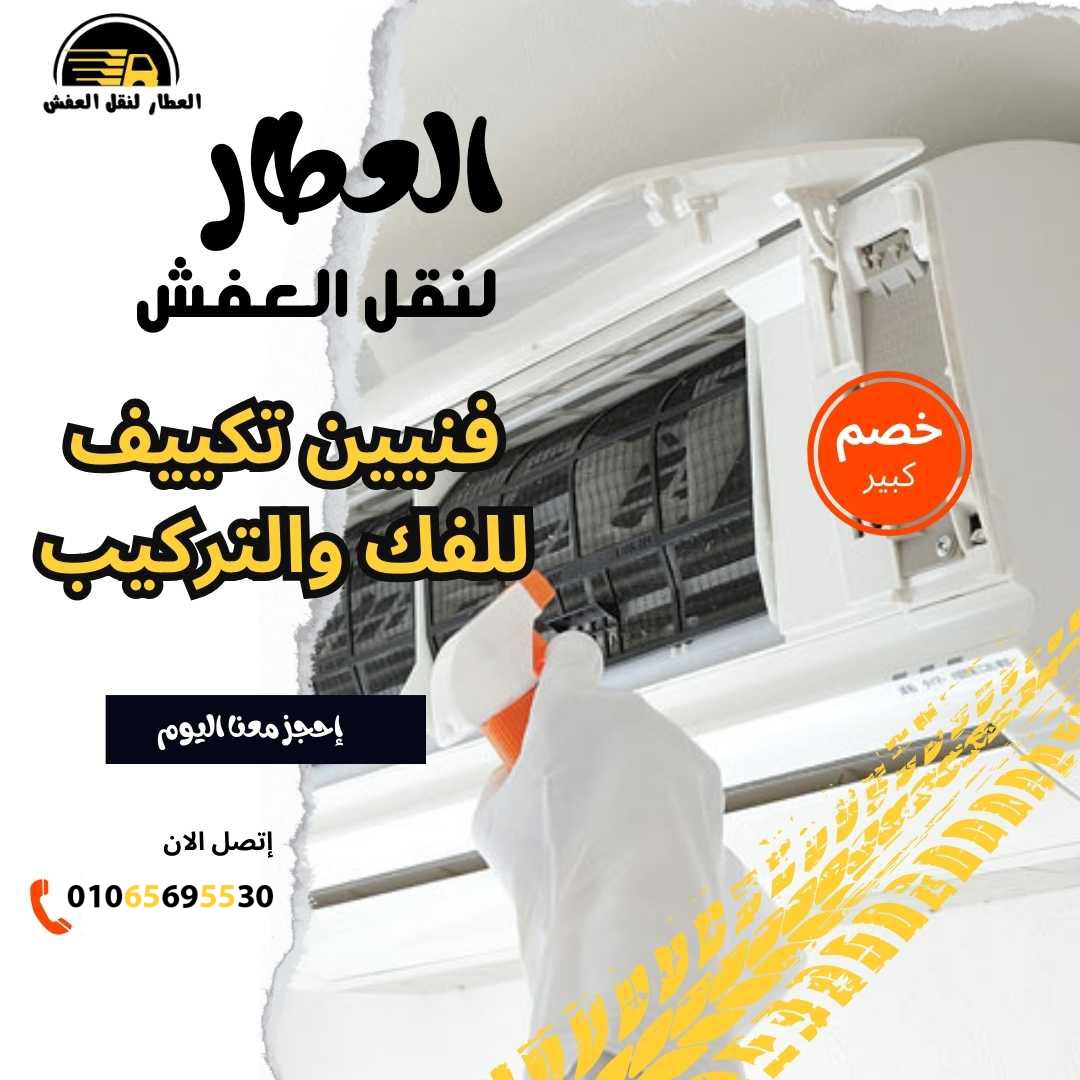 العطار لنقل العفش
العطار
لنقل العفش
فنيين تكييف
للفك والتركيب
خصم
كبير
إحجز معنا اليوم
إتصل الان
01065695530